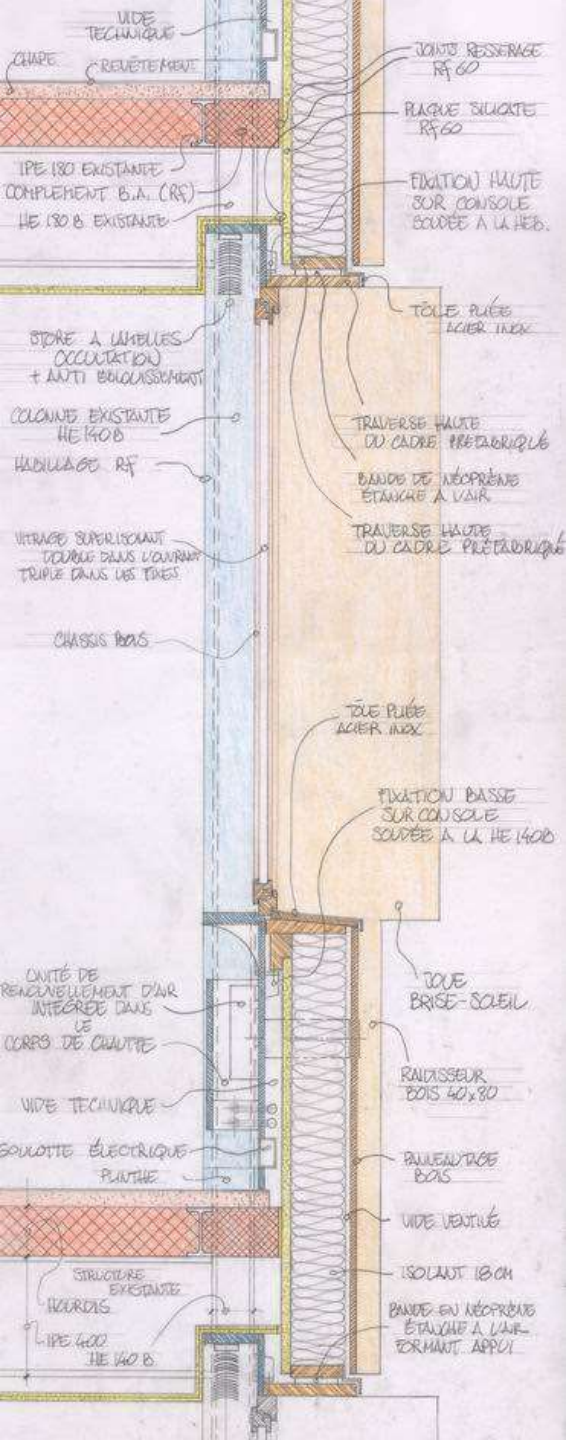 VIDE
TECHNIQUE
CHAPE
REVÊTEMENT
JOINTS RESSERAGE
RF 60
PLAQUE SILICATE
RF 60
IPE 180 EXISTANTE
COMPLEMENT B.A. (RF)
HE 180 B EXISTANTE
FIXATION HAUTE
SUR CONSOLE
SOUDÉE A LA HEB.
TÔLE PLIÉE
ACIER INOX
STORE A LAMELLES
OCCULTATION
+ ANTI EBLOUISSEMENT
COLONNE EXISTANTE
HE 140 B
HABILLAGE RF
TRAVERSE HAUTE
DU CADRE PREFABRIQUÉ
BANDE DE NÉOPRÈNE
ÉTANCHE A L'AIR
TRAVERSE HAUTE
DU CADRE PRÉFABRIQUÉ
VITRAGE SUPERISOLANT
DOUBLE DANS L'OUVRANT
TRIPLE DANS LES FIXES
CHASSIS BOIS
TÔLE PLIÉE
ACIER INOX
FIXATION BASSE
SUR CONSOLE
SOUDÉE A LA HE 140B
UNITÉ DE
RENOUVELLEMENT D'AIR
INTÉGRÉE DANS
LE
CORPS DE CHAUFFE
JOUE
BRISE-SOLEIL
VIDE TECHNIQUE
RAIDISSEUR
BOIS 40x80
GOULOTTE ÉLECTRIQUE
PLINTHE
PANNEAUTAGE
BOIS
VIDE VENTILÉ
STRUCTURE
EXISTANTE
HOURDIS
IPE 400
HE 140 B
ISOLANT 18 CM
BANDE EN NÉOPRÈNE
ÉTANCHE A L'AIR
FORMANT APPUI